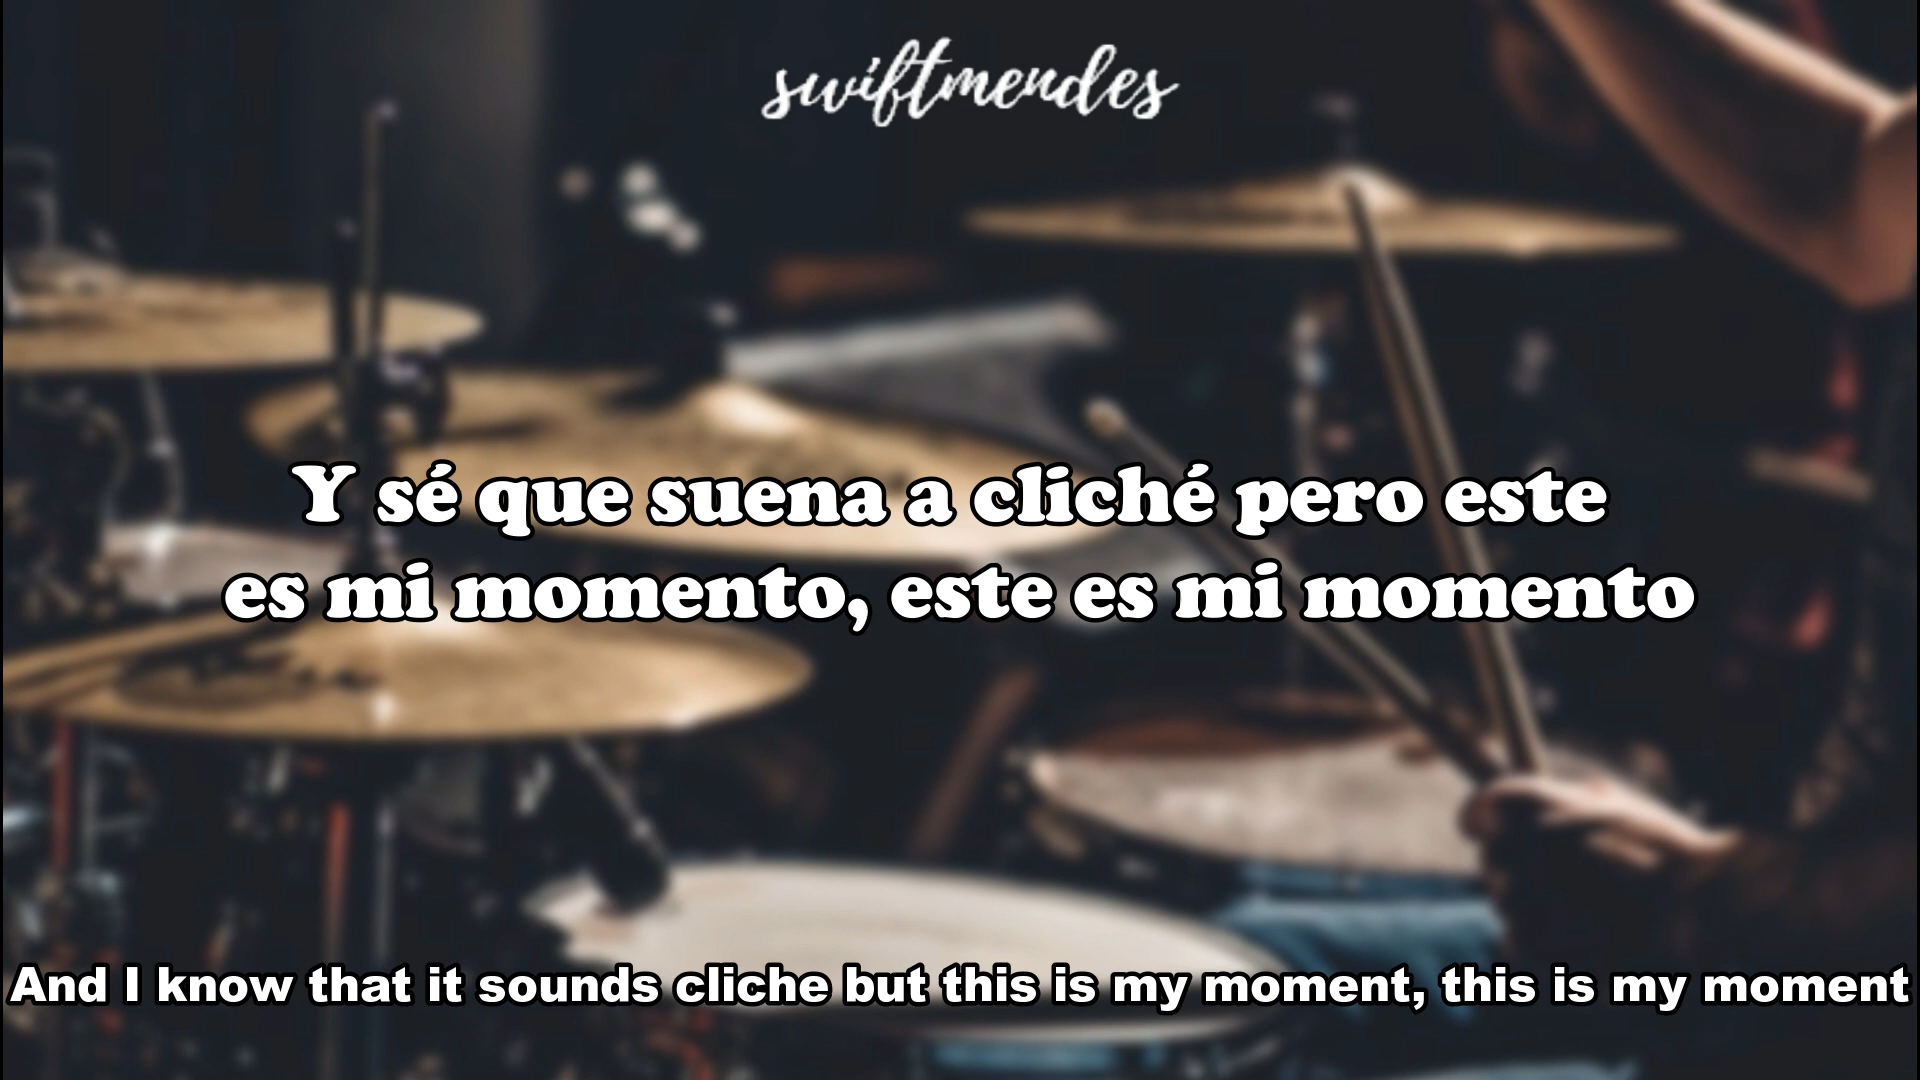 swiftmendes
Y sé que suena a cliché pero este
es mi momento, este es mi momento
And I know that it sounds cliche but this is my moment, this is my moment